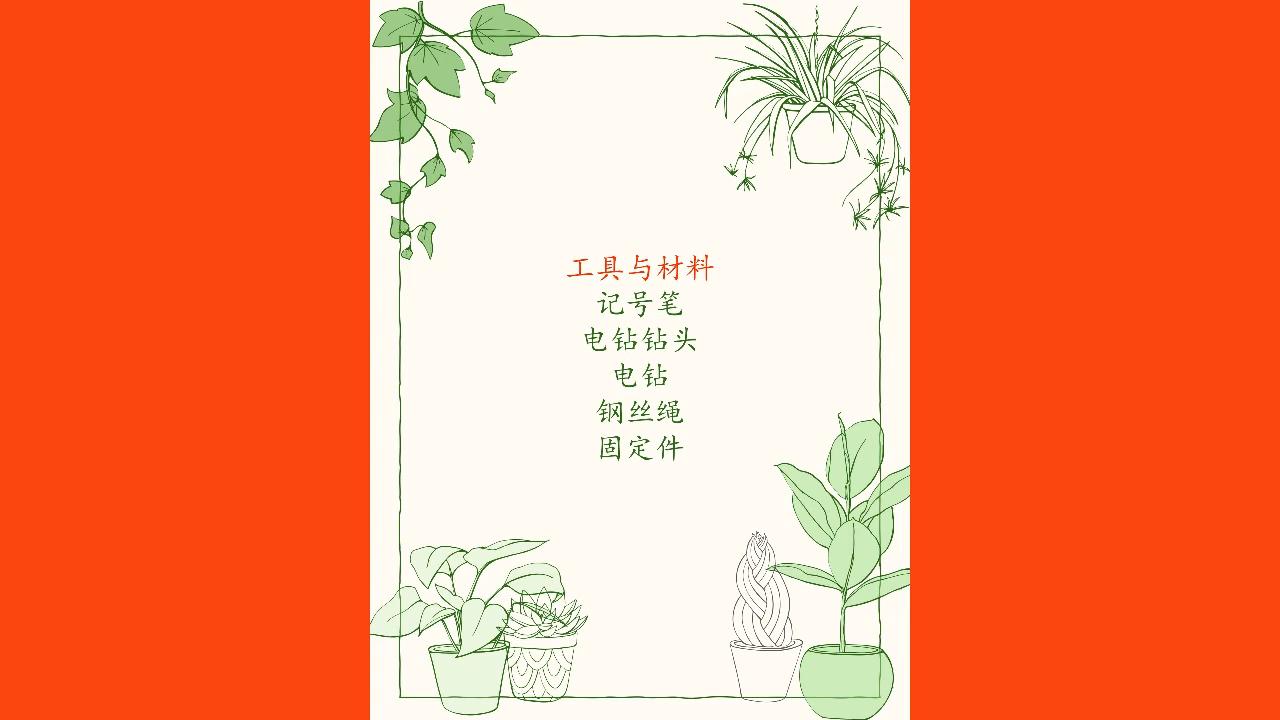 工具与材料
记号笔
电钻钻头
电钻
钢丝绳
固定件